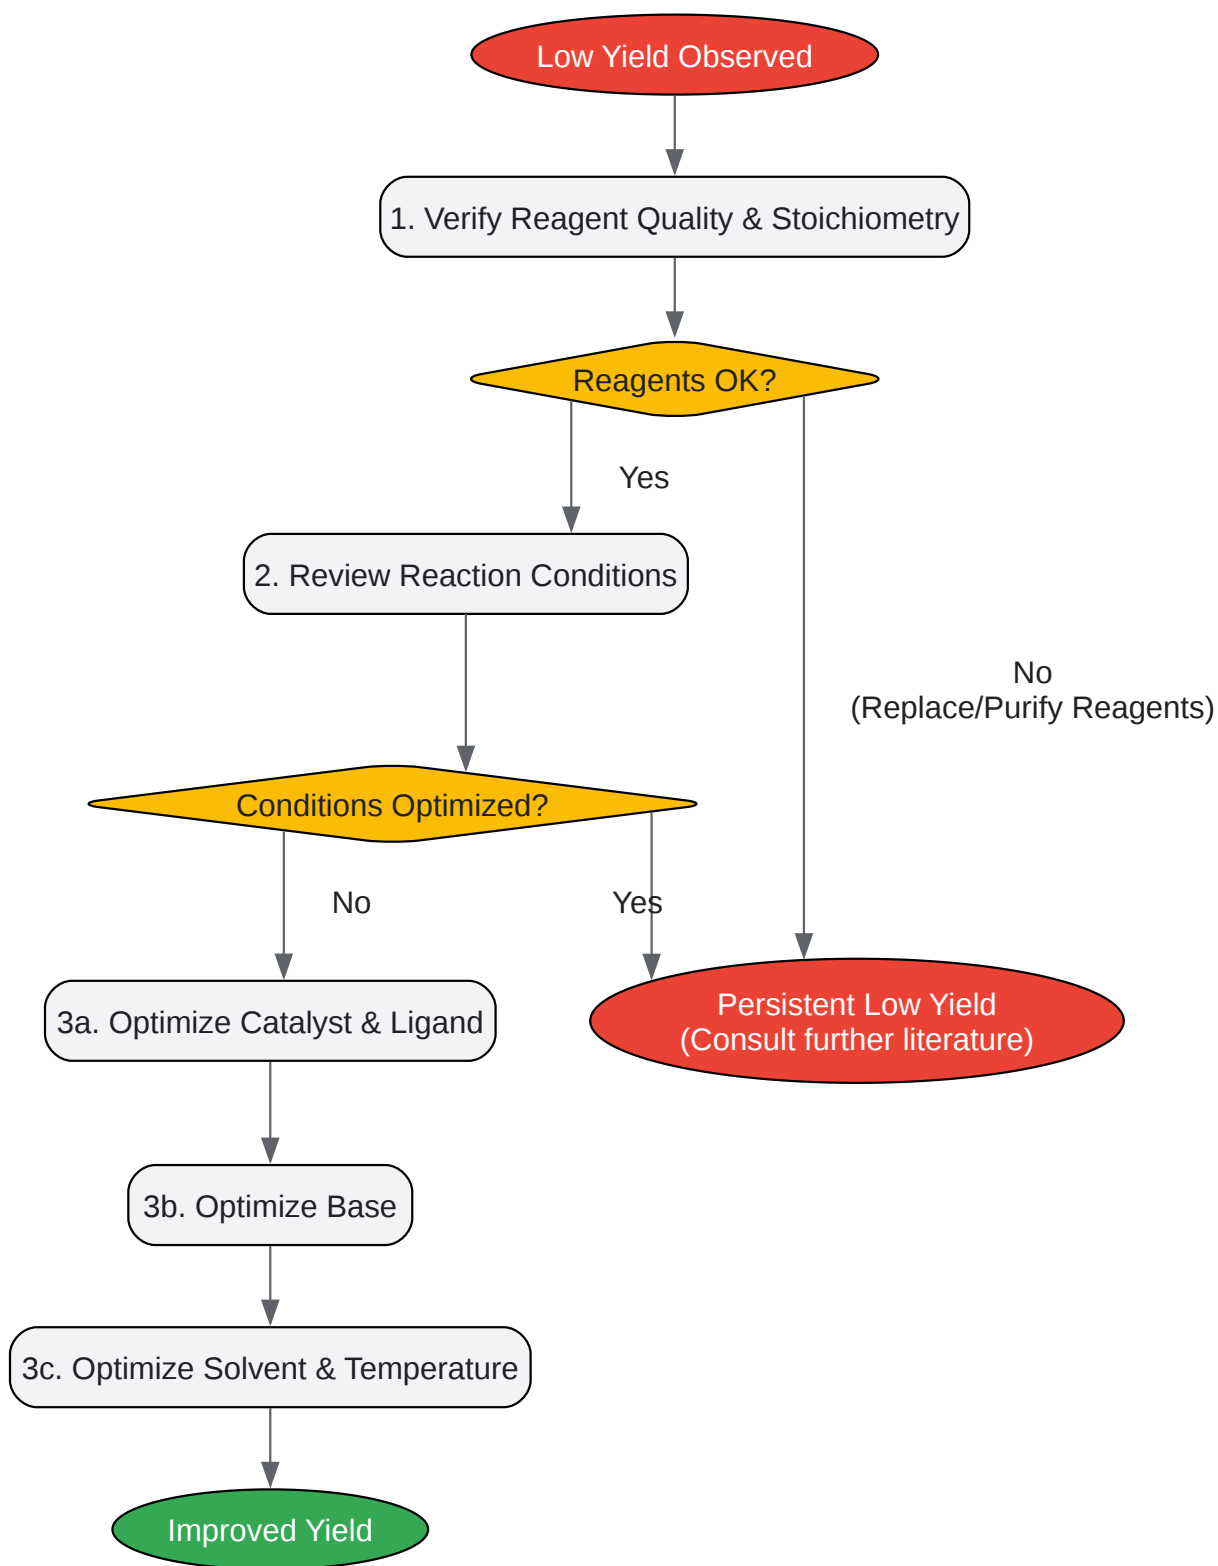 Low Yield Observed
1. Verify Reagent Quality & Stoichiometry
Reagents OK?
Yes
2. Review Reaction Conditions
No
(Replace/Purify Reagents)
Conditions Optimized?
No
Yes
Persistent Low Yield
(Consult further literature)
3a. Optimize Catalyst & Ligand
3b. Optimize Base
3c. Optimize Solvent & Temperature
Improved Yield